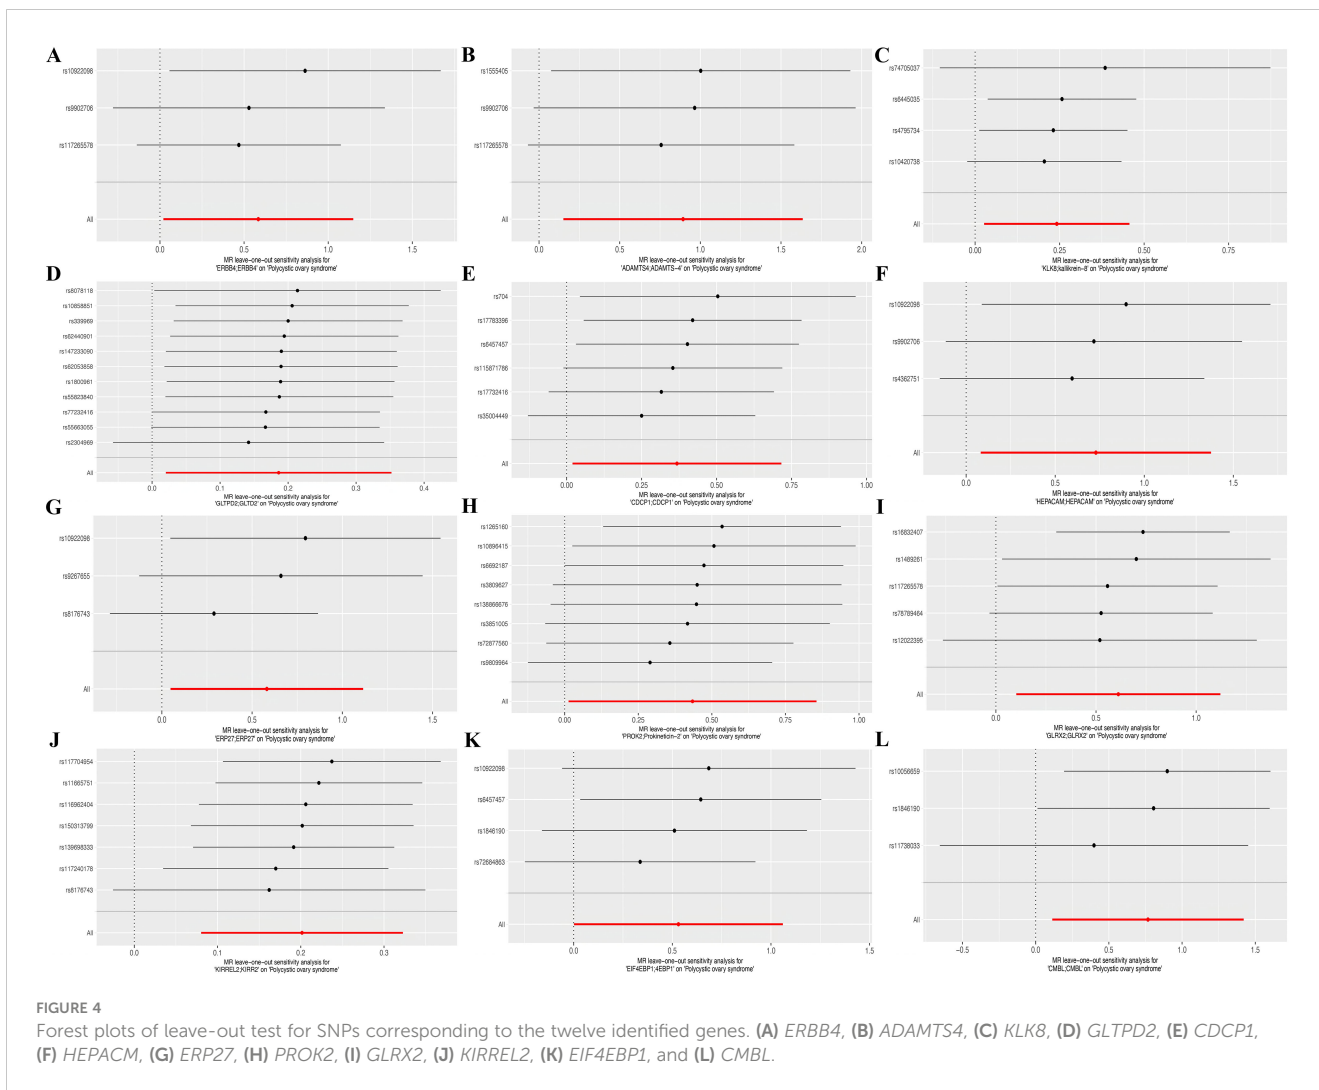 A
rs10922098
rs9902706
rs117265578
All
0.0 0.5 1.0 1.5
MR leave−one−out sensitivity analysis for
'ERBB4;ERBB4' on 'Polycystic ovary syndrome'
B
rs1555405
rs9902706
rs117265578
All
0.0 0.5 1.0 1.5 2.0
MR leave−one−out sensitivity analysis for
'ADAMTS4;ADAMTS−4' on 'Polycystic ovary syndrome'
C
rs74705037
rs6445035
rs4795734
rs10420738
All
0.00 0.25 0.50 0.75
MR leave−one−out sensitivity analysis for
'KLK8;kallikrein−8' on 'Polycystic ovary syndrome'
D
rs8078118
rs10858851
rs339969
rs62440901
rs147233090
rs62053858
rs1800961
rs55823840
rs77232416
rs55663055
rs2304969
All
0.0 0.1 0.2 0.3 0.4
MR leave−one−out sensitivity analysis for
'GLTPD2;GLTD2' on 'Polycystic ovary syndrome'
E
rs704
rs17783396
rs6457457
rs115871786
rs17732416
rs35004449
All
0.00 0.25 0.50 0.75 1.00
MR leave−one−out sensitivity analysis for
'CDCP1;CDCP1' on 'Polycystic ovary syndrome'
F
rs10922098
rs9902706
rs4362751
All
0.0 0.5 1.0 1.5
MR leave−one−out sensitivity analysis for
'HEPACAM;HEPACAM' on 'Polycystic ovary syndrome'
G
rs10922098
rs9267655
rs8176743
All
0.0 0.5 1.0 1.5
MR leave−one−out sensitivity analysis for
'ERP27;ERP27' on 'Polycystic ovary syndrome'
H
rs1265160
rs10896415
rs6692187
rs3809627
rs138866676
rs3851005
rs72877560
rs9809964
All
0.00 0.25 0.50 0.75 1.00
MR leave−one−out sensitivity analysis for
'PROK2;Prokineticin−2' on 'Polycystic ovary syndrome'
I
rs16832407
rs1469261
rs117265578
rs78789464
rs12022395
All
0.0 0.5 1.0
MR leave−one−out sensitivity analysis for
'GLRX2;GLRX2' on 'Polycystic ovary syndrome'
J
rs117704954
rs11665751
rs116962404
rs150313799
rs139698333
rs117240178
rs8176743
All
0.0 0.1 0.2 0.3
MR leave−one−out sensitivity analysis for
'KIRREL2;KIRR2' on 'Polycystic ovary syndrome'
K
rs10922098
rs6457457
rs1846190
rs72684863
All
0.0 0.5 1.0 1.5
MR leave−one−out sensitivity analysis for
'EIF4EBP1;4EBP1' on 'Polycystic ovary syndrome'
L
rs10056659
rs1846190
rs11738033
All
−0.5 0.0 0.5 1.0 1.5
MR leave−one−out sensitivity analysis for
'CMBL;CMBL' on 'Polycystic ovary syndrome'
FIGURE 4
Forest plots of leave-out test for SNPs corresponding to the twelve identified genes. (A) ERBB4, (B) ADAMTS4, (C) KLK8, (D) GLTPD2, (E) CDCP1,
(F) HEPACM, (G) ERP27, (H) PROK2, (I) GLRX2, (J) KIRREL2, (K) EIF4EBP1, and (L) CMBL.